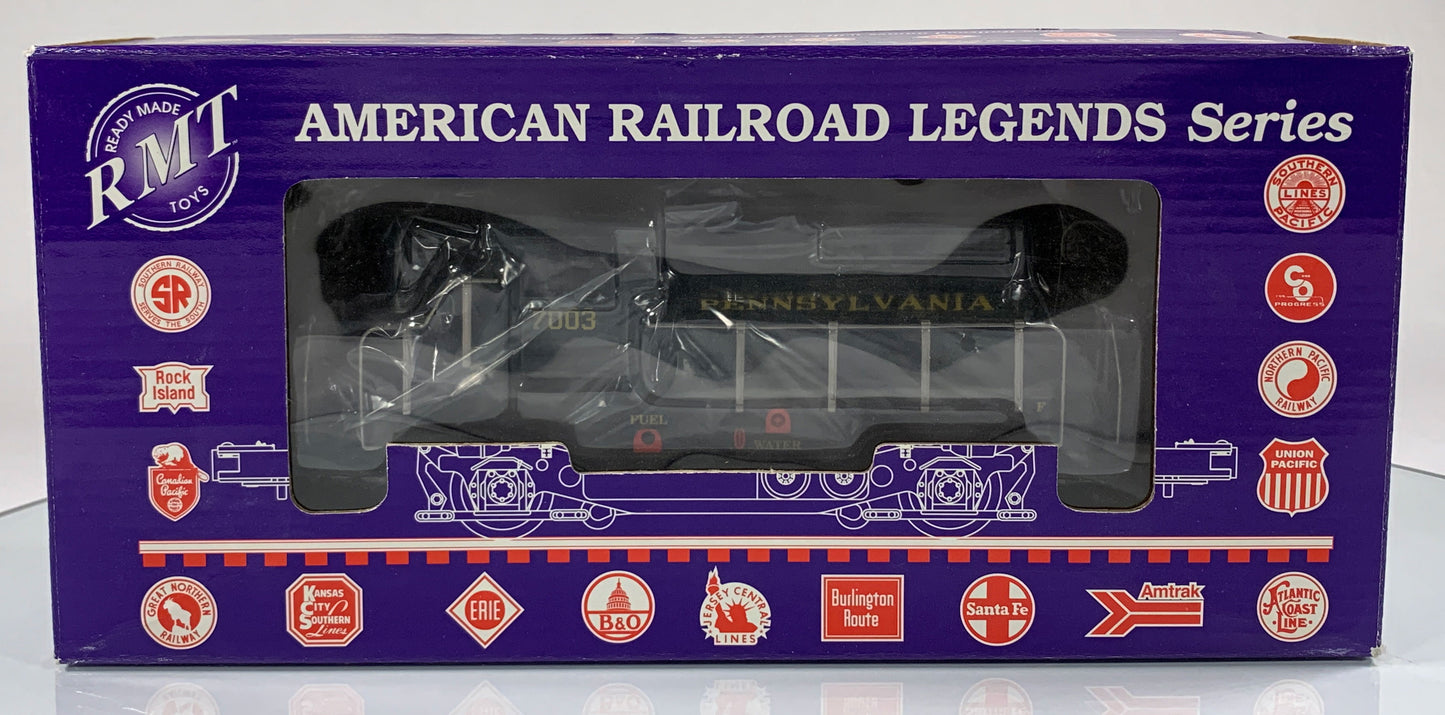 READY MADE
RMT
TOYS
AMERICAN RAILROAD LEGENDS Series
SOUTHERN
LINES
PACIFIC
SOUTHERN RAILWAY
SR
SERVES THE SOUTH
PROGRESS
PENNSYLVANIA
7003
Rock
Island
NORTHERN PACIFIC
RAILWAY
FUEL
WATER
F
Canadian
Pacific
UNION
PACIFIC
GREAT NORTHERN
RAILWAY
KANSAS
CITY
SOUTHERN
Lines
ERIE
B&O
JERSEY CENTRAL
LINES
Burlington
Route
Santa Fe
Amtrak
ATLANTIC
COAST
LINE